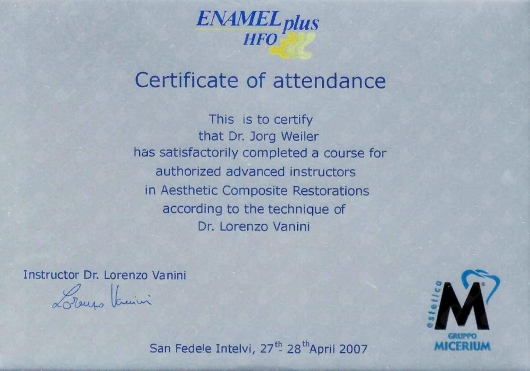 ENAMEL plus
HFO
Certificate of attendance
This is to certify
that Dr. Jorg Weiler
has satisfactorily completed a course for
authorized advanced instructors
in Aesthetic Composite Restorations
according to the technique of
Dr. Lorenzo Vanini
Instructor Dr. Lorenzo Vanini
Lorenzo Vanini
estetica
M
GRUPPO
MICERIUM
San Fedele Intelvi, 27th- 28th April 2007